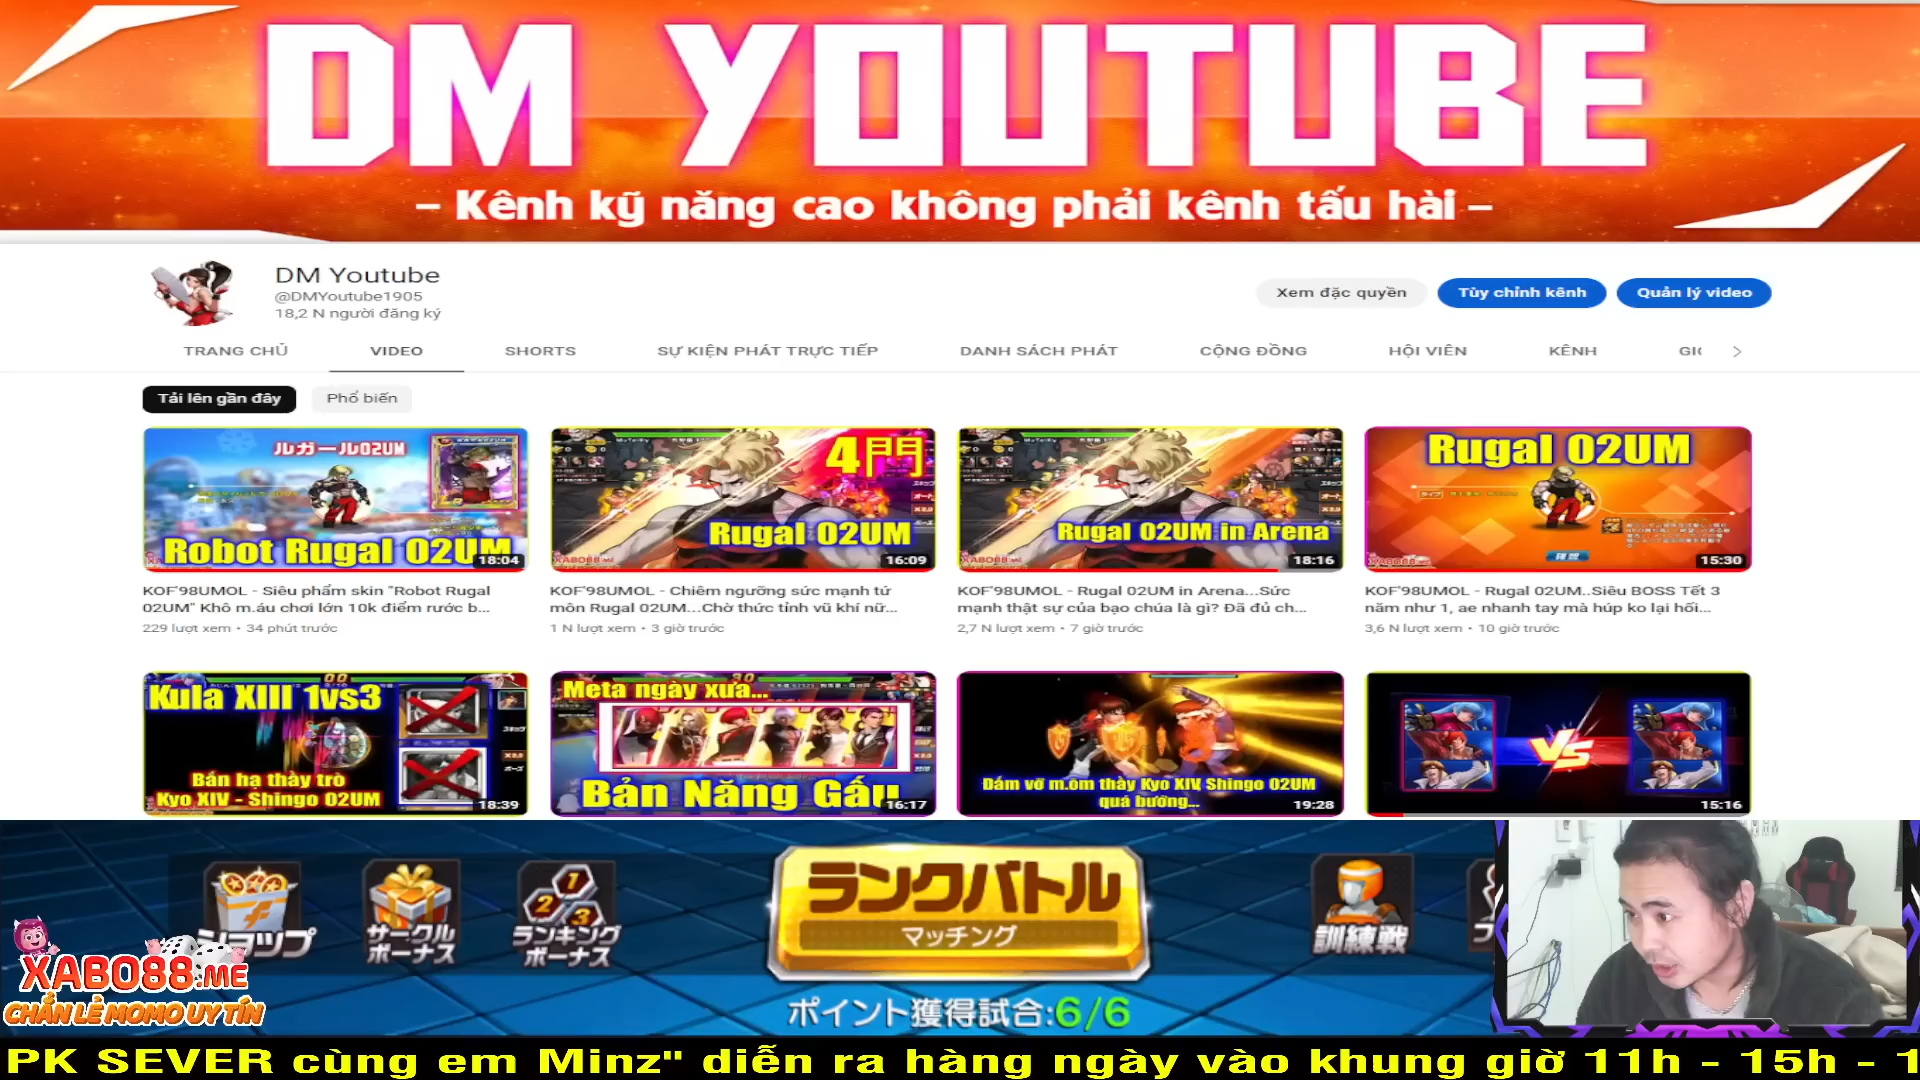 DM YOUTUBE
– Kênh kỹ năng cao không phải kênh tấu hài –
DM Youtube
@DMYoutube1905
18,2 N người đăng ký
Xem đặc quyền
Tùy chỉnh kênh
Quản lý video
TRANG CHỦ
VIDEO
SHORTS
SỰ KIỆN PHÁT TRỰC TIẾP
DANH SÁCH PHÁT
CỘNG ĐỒNG
HỘI VIÊN
KÊNH
Tải lên gần đây
Phổ biến
ルガール02UM
Robot Rugal 02UM
18:04
4門
Rugal 02UM
16:09
Rugal 02UM in Arena
18:16
Rugal 02UM
15:30
KOF'98UMOL - Siêu phẩm skin "Robot Rugal
02UM" Khô m.áu chơi lớn 10k điểm rước b...
229 lượt xem • 34 phút trước
KOF'98UMOL - Chiêm ngưỡng sức mạnh tứ
môn Rugal 02UM...Chờ thức tỉnh vũ khí nữ...
1 N lượt xem • 3 giờ trước
KOF'98UMOL - Rugal 02UM in Arena...Sức
mạnh thật sự của bạo chúa là gì? Đã đủ ch...
2,7 N lượt xem • 7 giờ trước
KOF'98UMOL - Rugal 02UM..Siêu BOSS Tết 3
năm như 1, ae nhanh tay mà húp ko lại hối...
3,6 N lượt xem • 10 giờ trước
Kula XIII 1vs3
Bán hạ thày trò
Kyo XIV - Shingo 02UM
18:39
Meta ngày xưa...
Bản Năng Gấu
16:17
Đấm vỡ m.ồm thày Kyo XIV, Shingo 02UM
quá bướng...
19:28
VS
15:16
ショップ
サークル
ボーナス
ランキング
ボーナス
ランクバトル
マッチング
ポイント獲得試合:6/6
訓練戦
XABO88.ME
CHẴN LẺ MOMO UY TÍN
PK SEVER cùng em Minz" diễn ra hàng ngày vào khung giờ 11h - 15h - 1